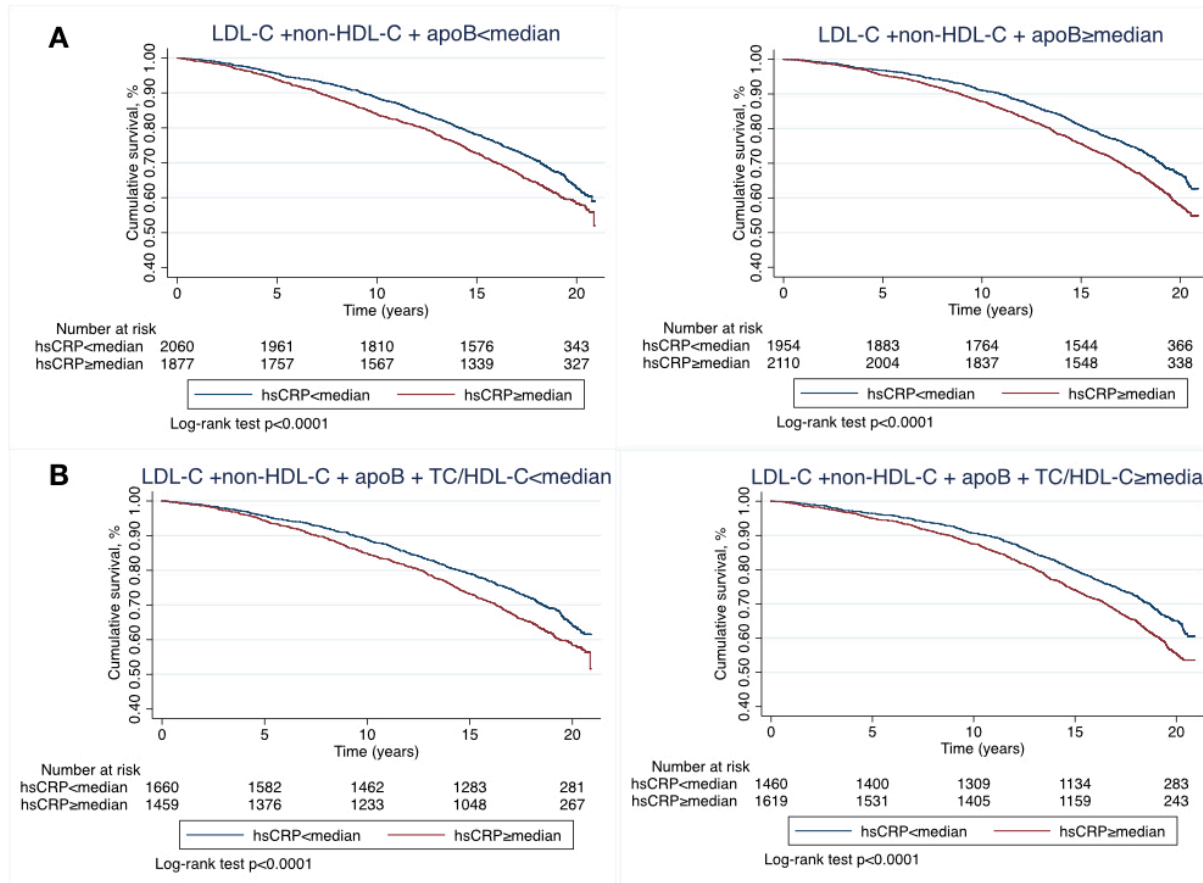 A
LDL-C +non-HDL-C + apoB<median
Cumulative survival, %
1.00
0.90
0.80
0.70
0.60
0.50
0.40
0 5 10 15 20
Time (years)
Number at risk
hsCRP<median 2060 1961 1810 1576 343
hsCRP≥median 1877 1757 1567 1339 327
hsCRP<median hsCRP≥median
Log-rank test p<0.0001
LDL-C +non-HDL-C + apoB≥median
Cumulative survival, %
1.00
0.90
0.80
0.70
0.60
0.50
0.40
0 5 10 15 20
Time (years)
Number at risk
hsCRP<median 1954 1883 1764 1544 366
hsCRP≥median 2110 2004 1837 1548 338
hsCRP<median hsCRP≥median
Log-rank test p<0.0001
B
LDL-C +non-HDL-C + apoB + TC/HDL-C<median
Cumulative survival, %
1.00
0.90
0.80
0.70
0.60
0.50
0.40
0 5 10 15 20
Time (years)
Number at risk
hsCRP<median 1660 1582 1462 1283 281
hsCRP≥median 1459 1376 1233 1048 267
hsCRP<median hsCRP≥median
Log-rank test p<0.0001
LDL-C +non-HDL-C + apoB + TC/HDL-C≥media
Cumulative survival, %
1.00
0.90
0.80
0.70
0.60
0.50
0.40
0 5 10 15 20
Time (years)
Number at risk
hsCRP<median 1460 1400 1309 1134 283
hsCRP≥median 1619 1531 1405 1159 243
hsCRP<median hsCRP≥median
Log-rank test p<0.0001